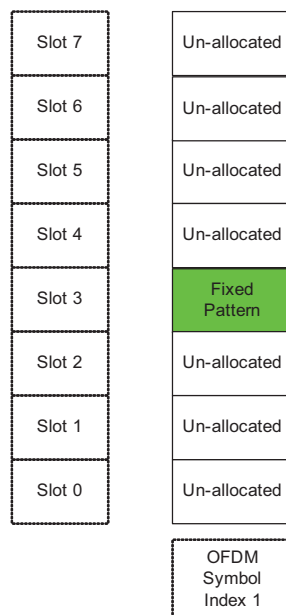 Slot 7
Un-allocated
Slot 6
Un-allocated
Slot 5
Un-allocated
Slot 4
Un-allocated
Slot 3
Fixed
Pattern
Slot 2
Un-allocated
Slot 1
Un-allocated
Slot 0
Un-allocated
OFDM
Symbol
Index 1